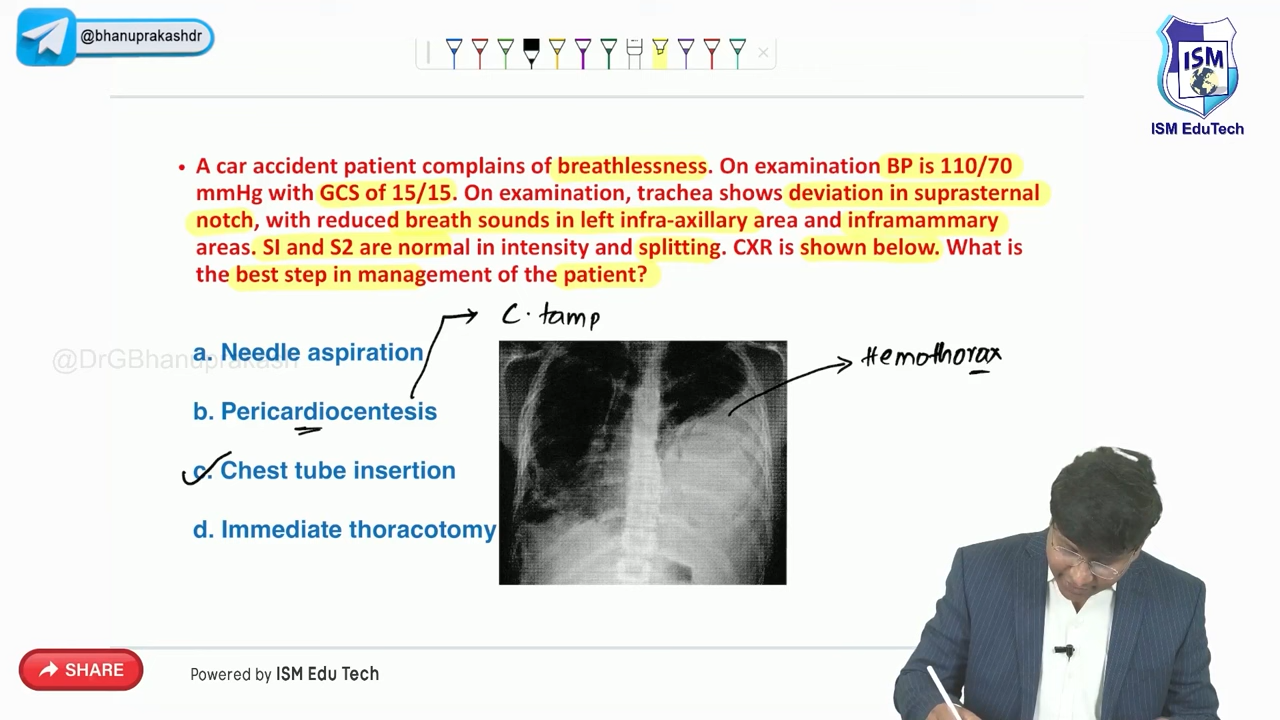 @bhanuprakashdr
ISM
ISM EduTech
• A car accident patient complains of breathlessness. On examination BP is 110/70
mmHg with GCS of 15/15. On examination, trachea shows deviation in suprasternal
notch, with reduced breath sounds in left infra-axillary area and inframammary
areas. SI and S2 are normal in intensity and splitting. CXR is shown below. What is
the best step in management of the patient?
C. tamp
@DrGBhanuprakash
a. Needle aspiration
Hemothorax
b. Pericardiocentesis
c. Chest tube insertion
d. Immediate thoracotomy
SHARE
Powered by ISM Edu Tech